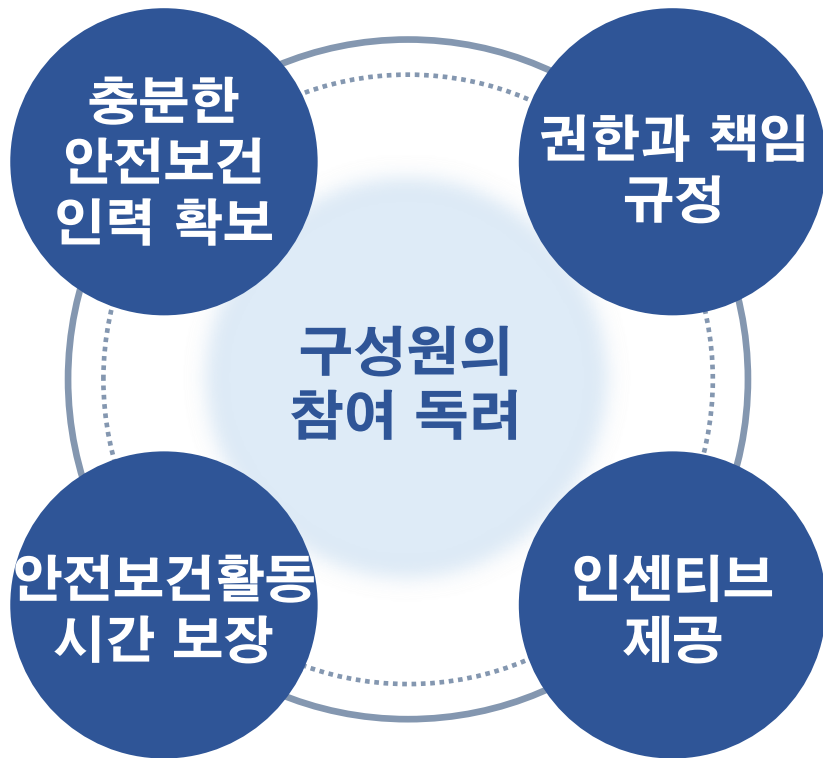 충분한
안전보건
인력 확보
권한과 책임
규정
구성원의
참여 독려
안전보건활동
시간 보장
인센티브
제공